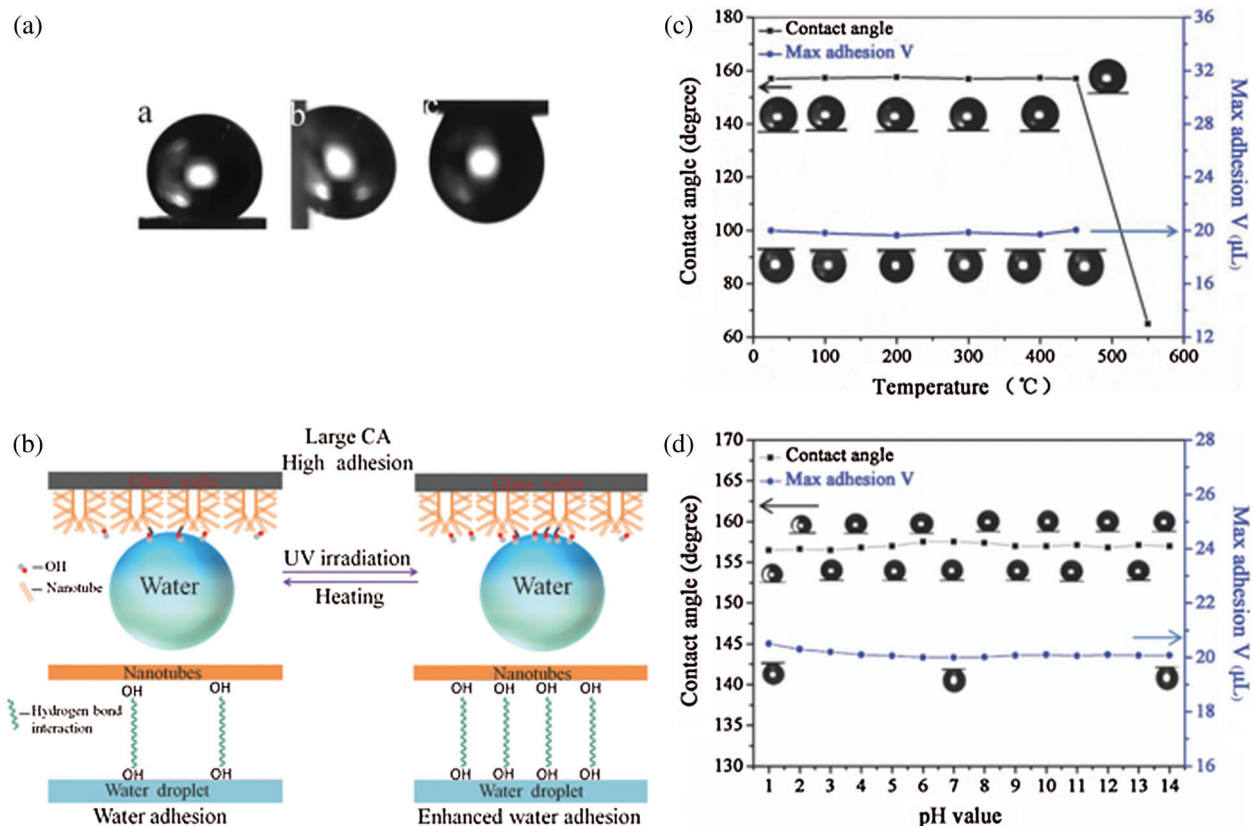 (a)
a
b
c
(b)
Large CA
High adhesion
Glass wafer
Glass wafer
UV irradiation
Heating
Water
Water
—OH
—Nanotube
Nanotubes
Nanotubes
OH OH
OH OH OH OH
—Hydrogen bond
interaction
OH OH
OH OH OH OH
Water droplet
Water droplet
Water adhesion
Enhanced water adhesion
(c)
Contact angle
Max adhesion V
Contact angle (degree)
180
160
140
120
100
80
60
0 100 200 300 400 500 600
Temperature (℃)
36
32
28
24
20
16
12
Max adhesion V (μL)
(d)
Contact angle
Max adhesion V
Contact angle (degree)
170
165
160
155
150
145
140
135
130
1 2 3 4 5 6 7 8 9 10 11 12 13 14
pH value
28
26
24
22
20
18
16
Max adhesion V (μL)